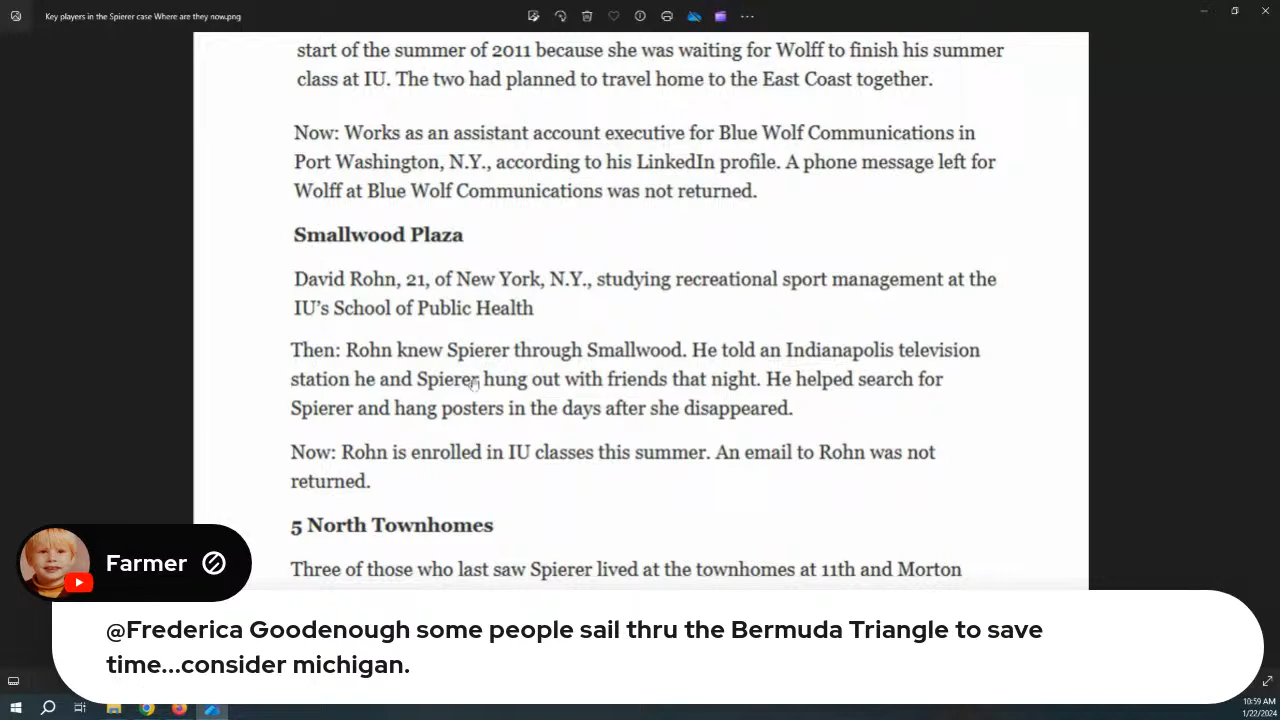 Key players in the Spierer case Where are they now.png
start of the summer of 2011 because she was waiting for Wolff to finish his summer
class at IU. The two had planned to travel home to the East Coast together.
Now: Works as an assistant account executive for Blue Wolf Communications in
Port Washington, N.Y., according to his LinkedIn profile. A phone message left for
Wolff at Blue Wolf Communications was not returned.
Smallwood Plaza
David Rohn, 21, of New York, N.Y., studying recreational sport management at the
IU’s School of Public Health
Then: Rohn knew Spierer through Smallwood. He told an Indianapolis television
station he and Spierer hung out with friends that night. He helped search for
Spierer and hang posters in the days after she disappeared.
Now: Rohn is enrolled in IU classes this summer. An email to Rohn was not
returned.
5 North Townhomes
Three of those who last saw Spierer lived at the townhomes at 11th and Morton
Farmer
@Frederica Goodenough some people sail thru the Bermuda Triangle to save
time...consider michigan.
10:59 AM
1/22/2024